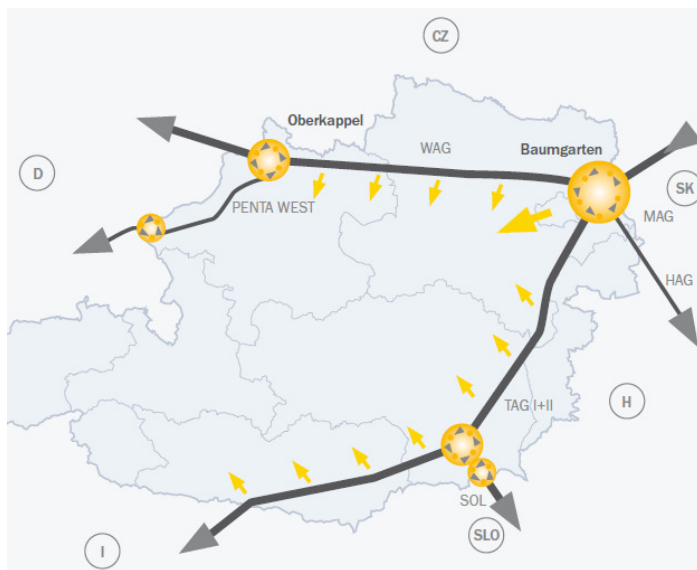 CZ
Oberkappel
WAG
Baumgarten
D
SK
PENTA WEST
MAG
HAG
H
TAG I+II
SOL
SLO
I